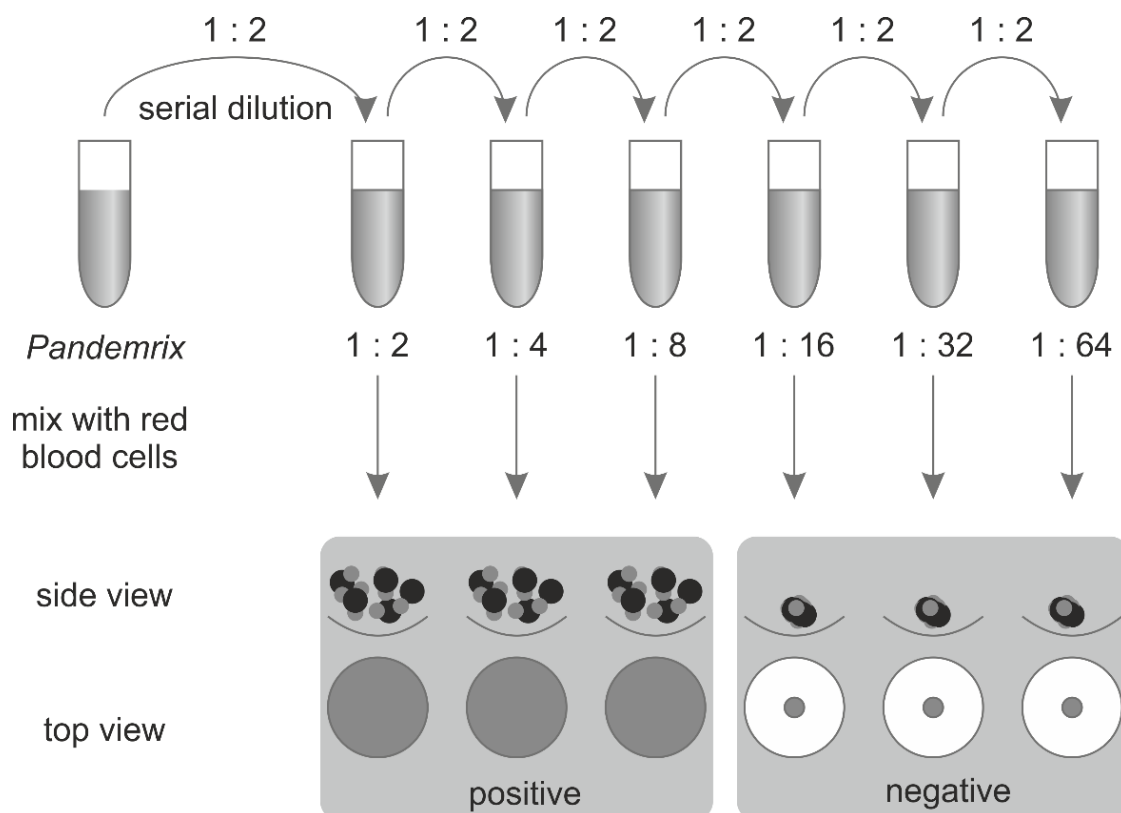 1 : 2 1 : 2 1 : 2 1 : 2 1 : 2 1 : 2
serial dilution
Pandemrix 1 : 2 1 : 4 1 : 8 1 : 16 1 : 32 1 : 64
mix with red
blood cells
side view
top view
positive negative